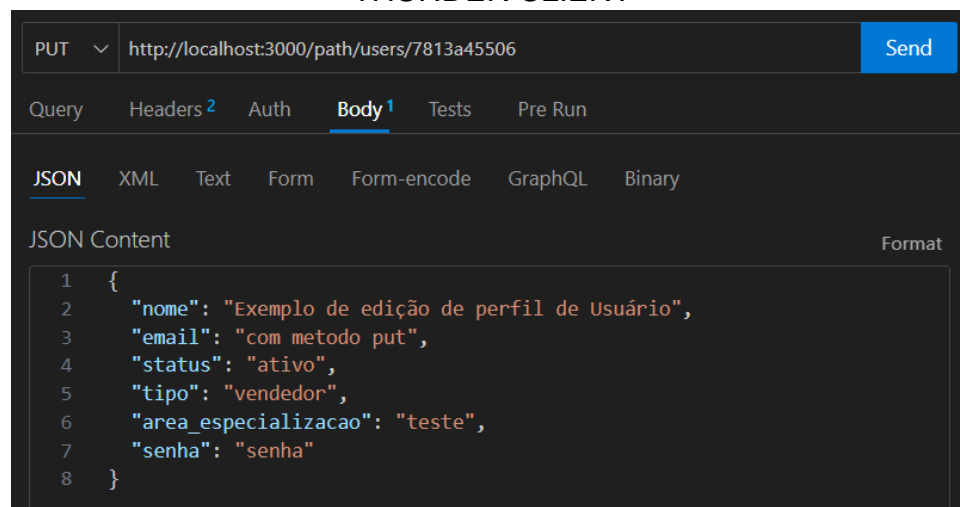 THUNDER CLIENT
PUT http://localhost:3000/path/users/7813a45506 Send
Query Headers 2 Auth Body 1 Tests Pre Run
JSON XML Text Form Form-encode GraphQL Binary
JSON Content Format
1 {
2 "nome": "Exemplo de edição de perfil de Usuário",
3 "email": "com metodo put",
4 "status": "ativo",
5 "tipo": "vendedor",
6 "area_especializacao": "teste",
7 "senha": "senha"
8 }